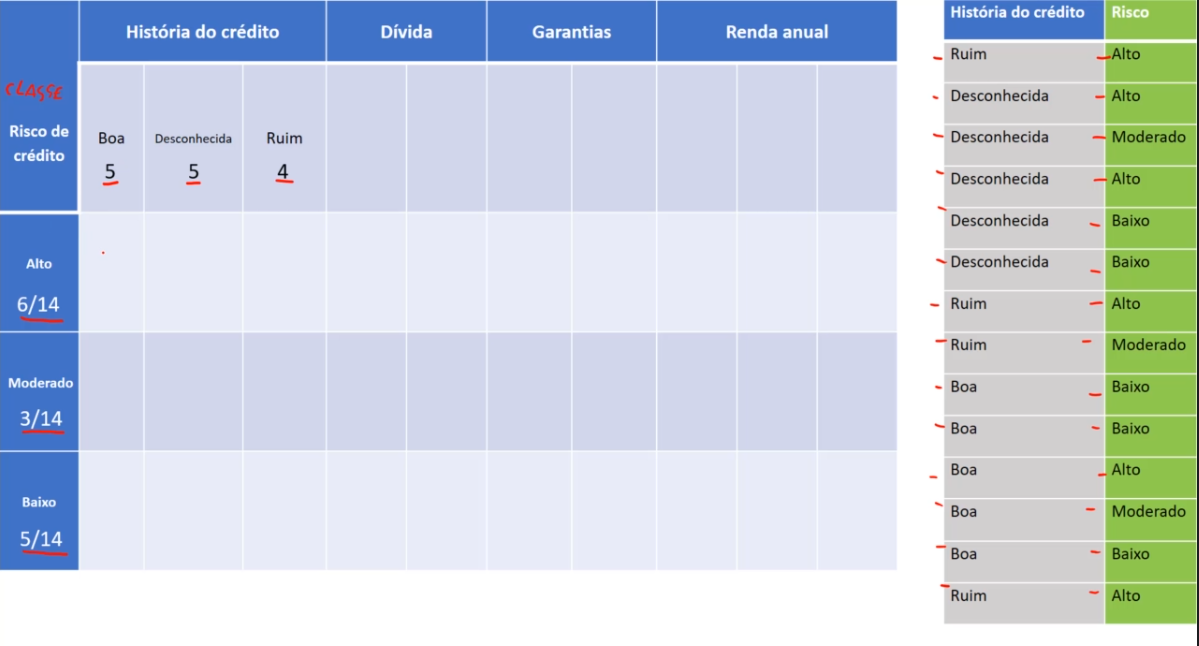 História do crédito Dívida Garantias Renda anual
CLASSE
Risco de
crédito
Boa Desconhecida Ruim
5 5 4
Alto
6/14
Moderado
3/14
Baixo
5/14
História do crédito Risco
Ruim Alto
Desconhecida Alto
Desconhecida Moderado
Desconhecida Alto
Desconhecida Baixo
Desconhecida Baixo
Ruim Alto
Ruim Moderado
Boa Baixo
Boa Baixo
Boa Alto
Boa Moderado
Boa Baixo
Ruim Alto